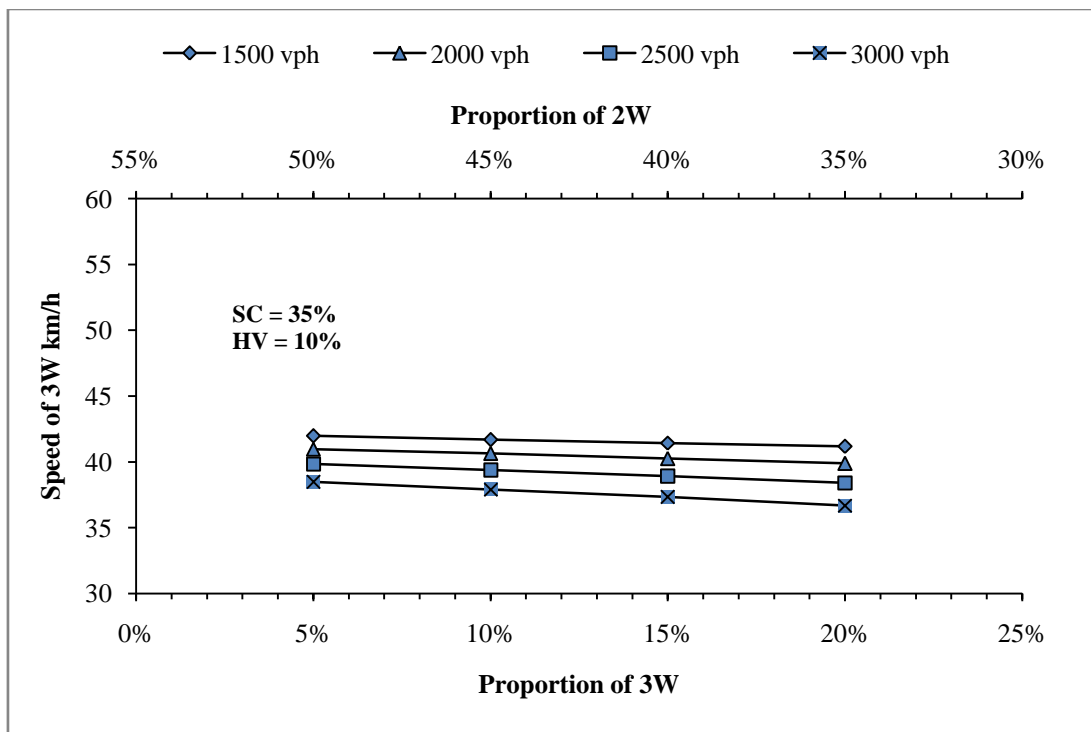 1500 vph 2000 vph 2500 vph 3000 vph
Proportion of 2W
55% 50% 45% 40% 35% 30%
60
55
SC = 35%
50
HV = 10%
45
40
35
30
Speed of 3W km/h
0% 5% 10% 15% 20% 25%
Proportion of 3W